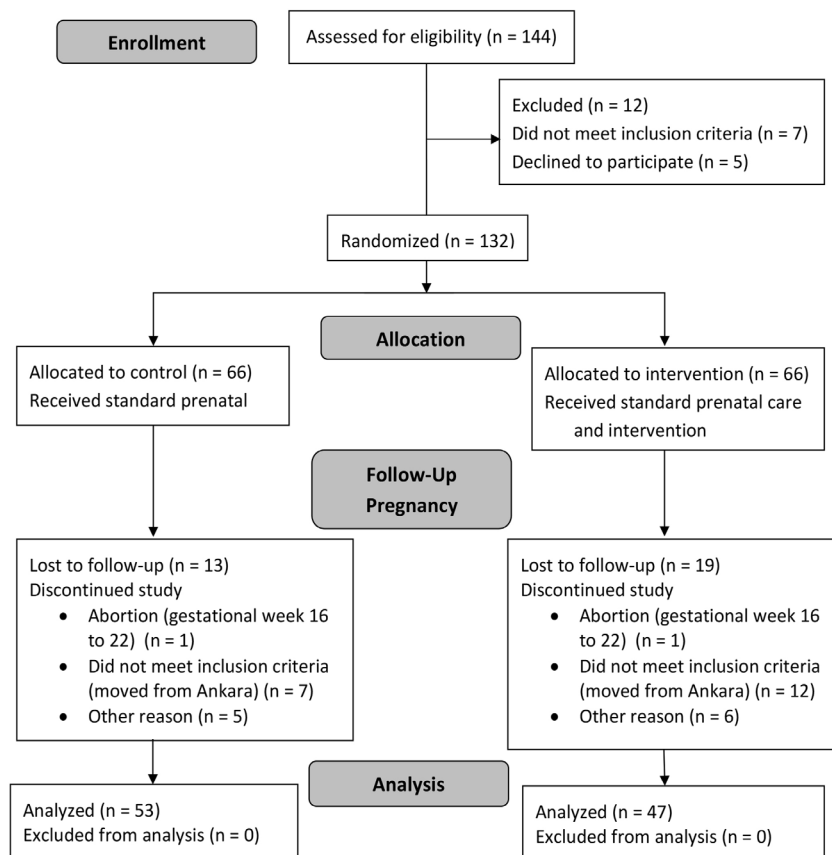 Enrollment
Assessed for eligibility (n = 144)
Excluded (n = 12)
Did not meet inclusion criteria (n = 7)
Declined to participate (n = 5)
Randomized (n = 132)
Allocation
Allocated to control (n = 66)
Received standard prenatal
Allocated to intervention (n = 66)
Received standard prenatal care
and intervention
Follow-Up
Pregnancy
Lost to follow-up (n = 13)
Discontinued study
• Abortion (gestational week 16
to 22) (n = 1)
• Did not meet inclusion criteria
(moved from Ankara) (n = 7)
• Other reason (n = 5)
Lost to follow-up (n = 19)
Discontinued study
• Abortion (gestational week 16
to 22) (n = 1)
• Did not meet inclusion criteria
(moved from Ankara) (n = 12)
• Other reason (n = 6)
Analysis
Analyzed (n = 53)
Excluded from analysis (n = 0)
Analyzed (n = 47)
Excluded from analysis (n = 0)